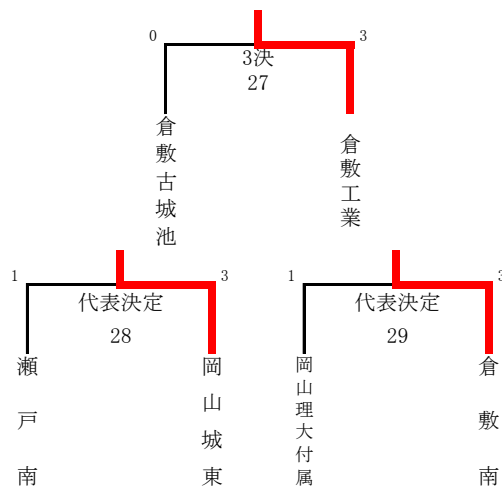 0 3
3決
27
倉敷古城池
倉敷工業
1 3
代表決定
28
瀬戸南
岡山城東
1 3
代表決定
29
岡山理大付属
倉敷南